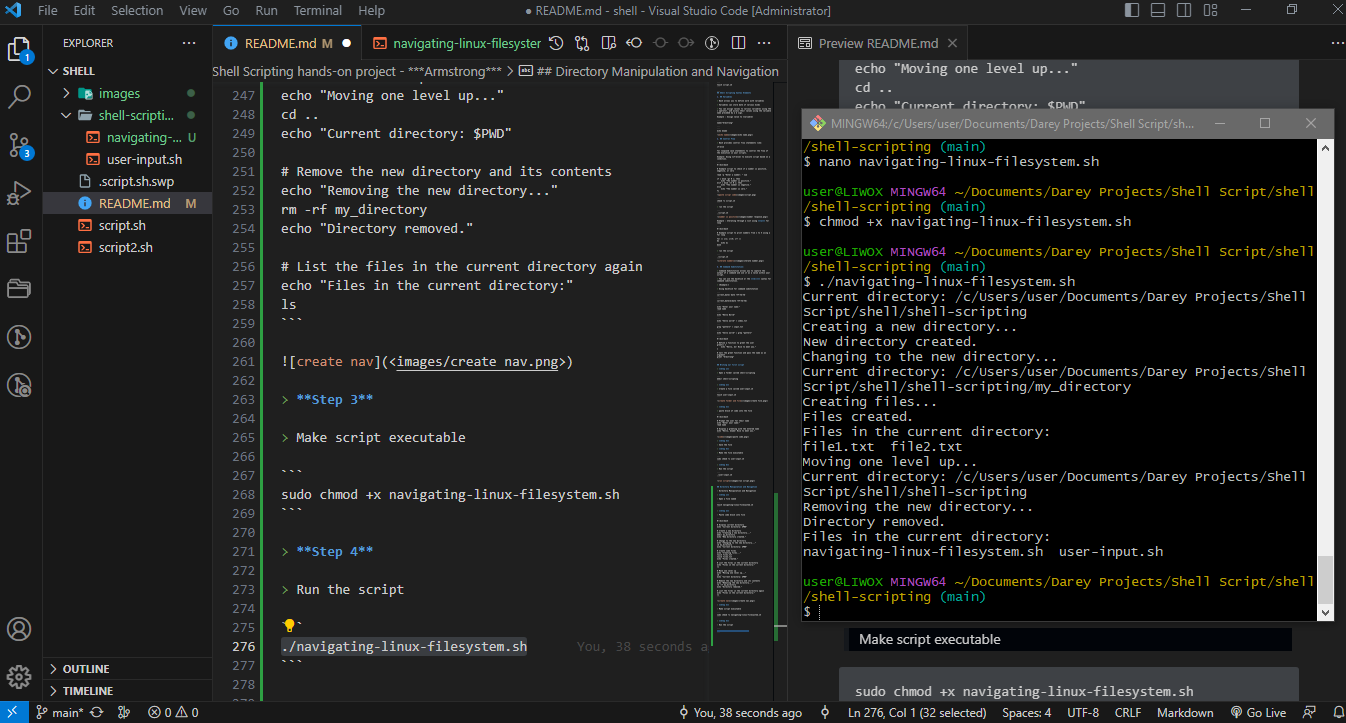 File Edit Selection View Go Run Terminal Help
● README.md - shell - Visual Studio Code [Administrator]
EXPLORER
SHELL
images
shell-scripti...
navigating-... U
user-input.sh
.script.sh.swp
README.md M
script.sh
script2.sh
OUTLINE
TIMELINE
1
3
README.md M ●
navigating-linux-filesyster
Shell Scripting hands-on project - ***Armstrong*** > ## Directory Manipulation and Navigation
247 echo "Moving one level up..."
248 cd ..
249 echo "Current directory: $PWD"
250
251 # Remove the new directory and its contents
252 echo "Removing the new directory..."
253 rm -rf my_directory
254 echo "Directory removed."
255
256 # List the files in the current directory again
257 echo "Files in the current directory:"
258 ls
259 ```
260
261 ![create nav](<images/create nav.png>)
262
263 > **Step 3**
264
265 > Make script executable
266
267 ```
268 sudo chmod +x navigating-linux-filesystem.sh
269 ```
270
271 > **Step 4**
272
273 > Run the script
274
275
276 ./navigating-linux-filesystem.sh You, 38 seconds a
277 ```
278
Preview README.md
echo "Moving one level up..."
cd ..
echo "Current directory: $PWD"
MINGW64:/c/Users/user/Documents/Darey Projects/Shell Script/sh...
/shell-scripting (main)
$ nano navigating-linux-filesystem.sh
user@LIWOX MINGW64 ~/Documents/Darey Projects/Shell Script/shell
/shell-scripting (main)
$ chmod +x navigating-linux-filesystem.sh
user@LIWOX MINGW64 ~/Documents/Darey Projects/Shell Script/shell
/shell-scripting (main)
$ ./navigating-linux-filesystem.sh
Current directory: /c/Users/user/Documents/Darey Projects/Shell
Script/shell/shell-scripting
Creating a new directory...
New directory created.
Changing to the new directory...
Current directory: /c/Users/user/Documents/Darey Projects/Shell
Script/shell/shell-scripting/my_directory
Creating files...
Files created.
Files in the current directory:
file1.txt file2.txt
Moving one level up...
Current directory: /c/Users/user/Documents/Darey Projects/Shell
Script/shell/shell-scripting
Removing the new directory...
Directory removed.
Files in the current directory:
navigating-linux-filesystem.sh user-input.sh
user@LIWOX MINGW64 ~/Documents/Darey Projects/Shell Script/shell
/shell-scripting (main)
$
Make script executable
sudo chmod +x navigating-linux-filesystem.sh
main* 0 0 You, 38 seconds ago Ln 276, Col 1 (32 selected) Spaces: 4 UTF-8 CRLF Markdown Go Live